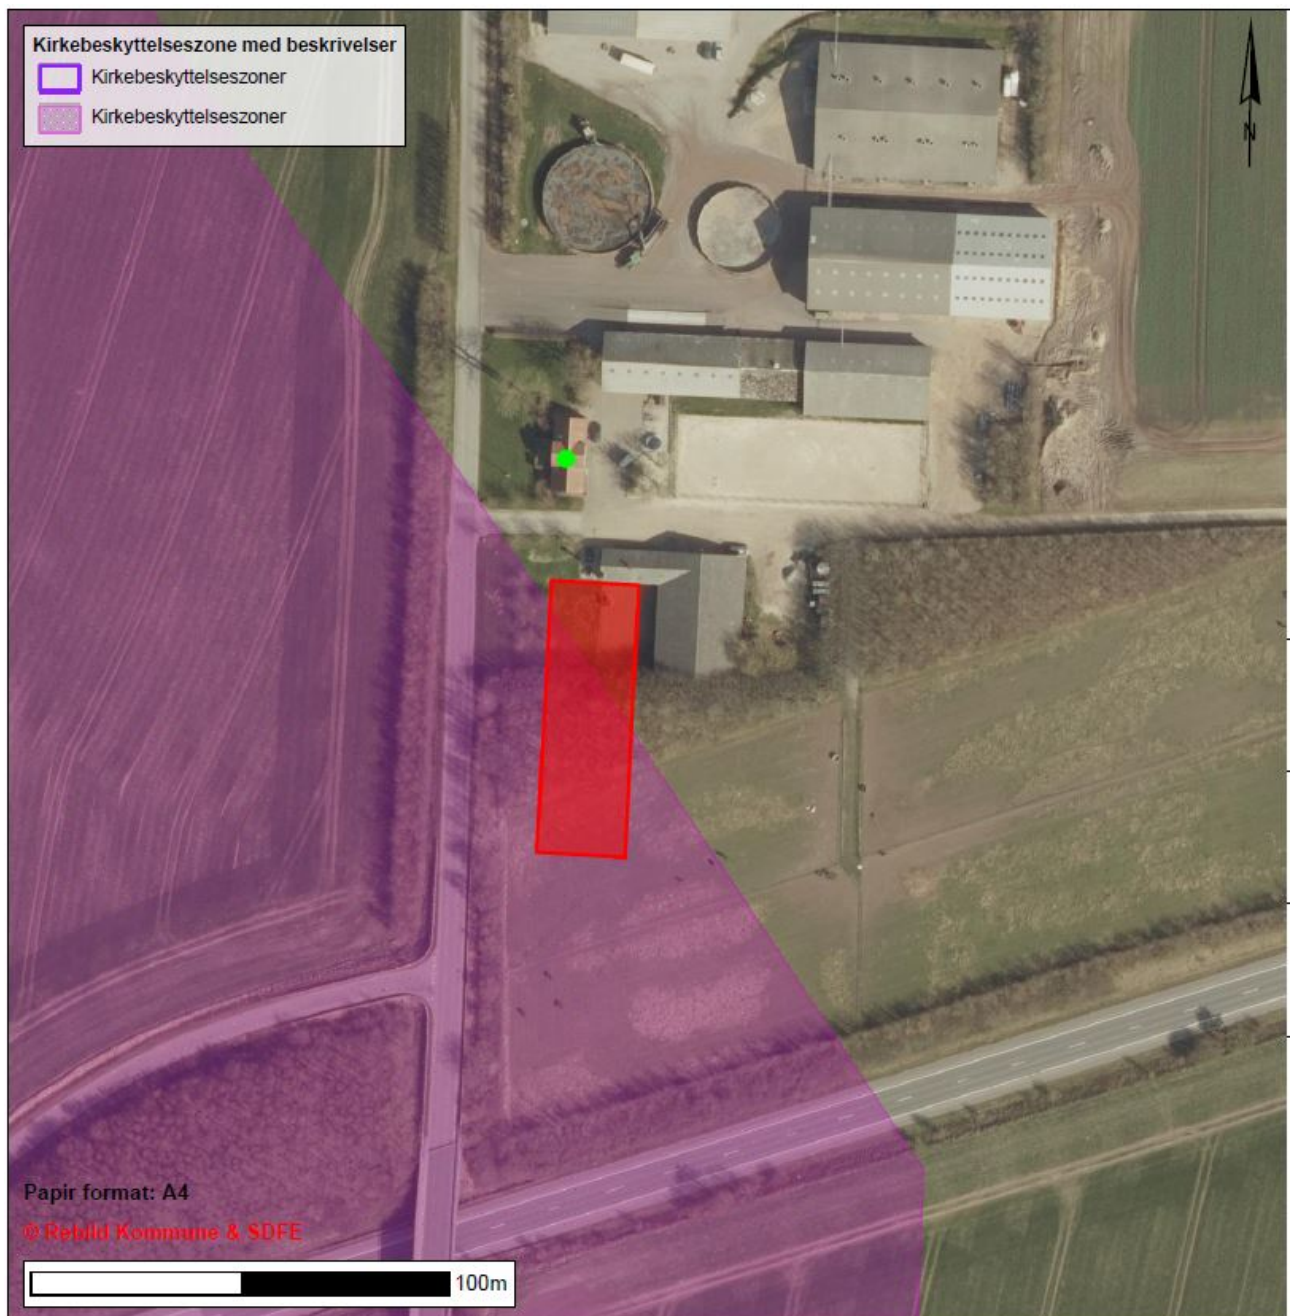 Kirkebeskyttelseszone med beskrivelser
Kirkebeskyttelseszoner
Kirkebeskyttelseszoner
N
Papir format: A4
© Rebild Kommune & SDFE
100m